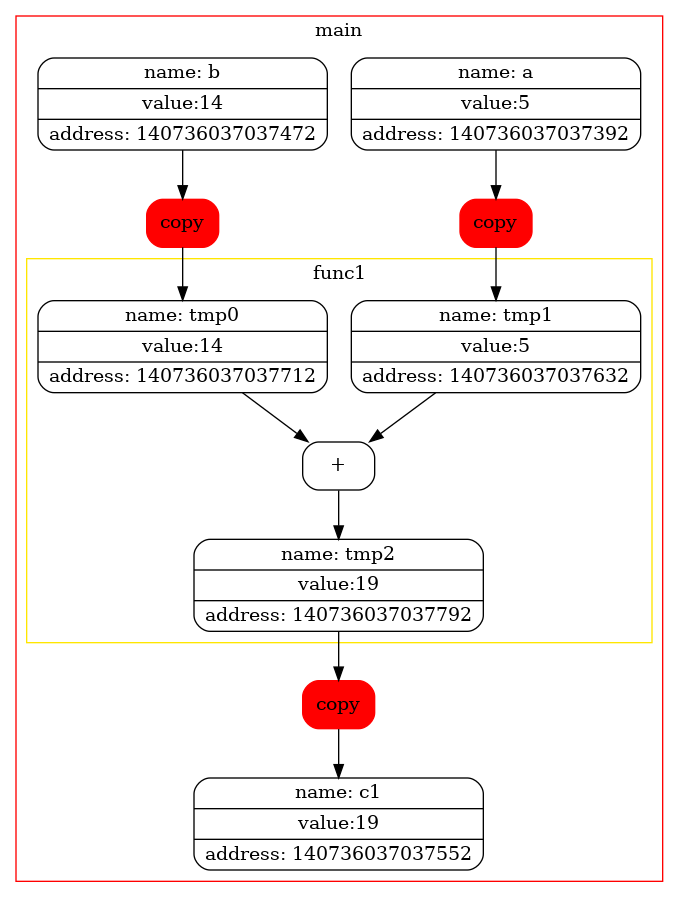 main
name: b
value:14
address: 140736037037472
name: a
value:5
address: 140736037037392
copy
copy
func1
name: tmp0
value:14
address: 140736037037712
name: tmp1
value:5
address: 140736037037632
+
name: tmp2
value:19
address: 140736037037792
copy
name: c1
value:19
address: 140736037037552